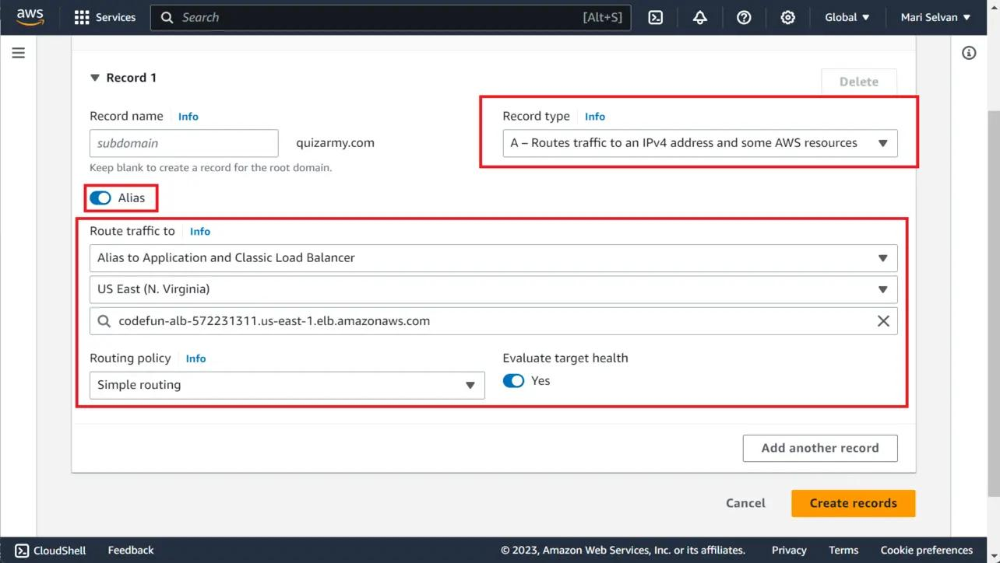 aws Services Search [Alt+S] Global Mari Selvan
Record 1 Delete
Record name Info Record type Info
subdomain quizarmy.com A – Routes traffic to an IPv4 address and some AWS resources
Keep blank to create a record for the root domain.
Alias
Route traffic to Info
Alias to Application and Classic Load Balancer
US East (N. Virginia)
codefun-alb-572231311.us-east-1.elb.amazonaws.com
Routing policy Info Evaluate target health
Simple routing Yes
Add another record
Cancel Create records
CloudShell Feedback © 2023, Amazon Web Services, Inc. or its affiliates. Privacy Terms Cookie preferences